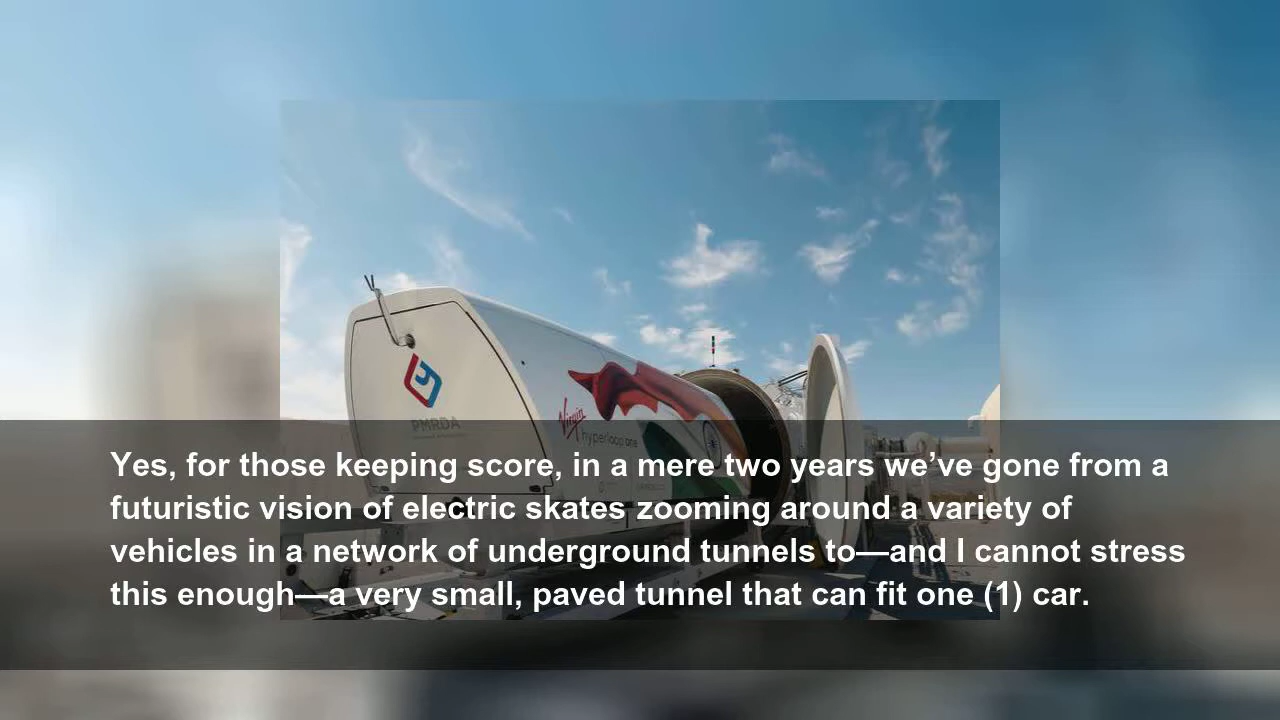 PMRDA
Virgin
hyperloop one
Yes, for those keeping score, in a mere two years we’ve gone from a
futuristic vision of electric skates zooming around a variety of
vehicles in a network of underground tunnels to—and I cannot stress
this enough—a very small, paved tunnel that can fit one (1) car.